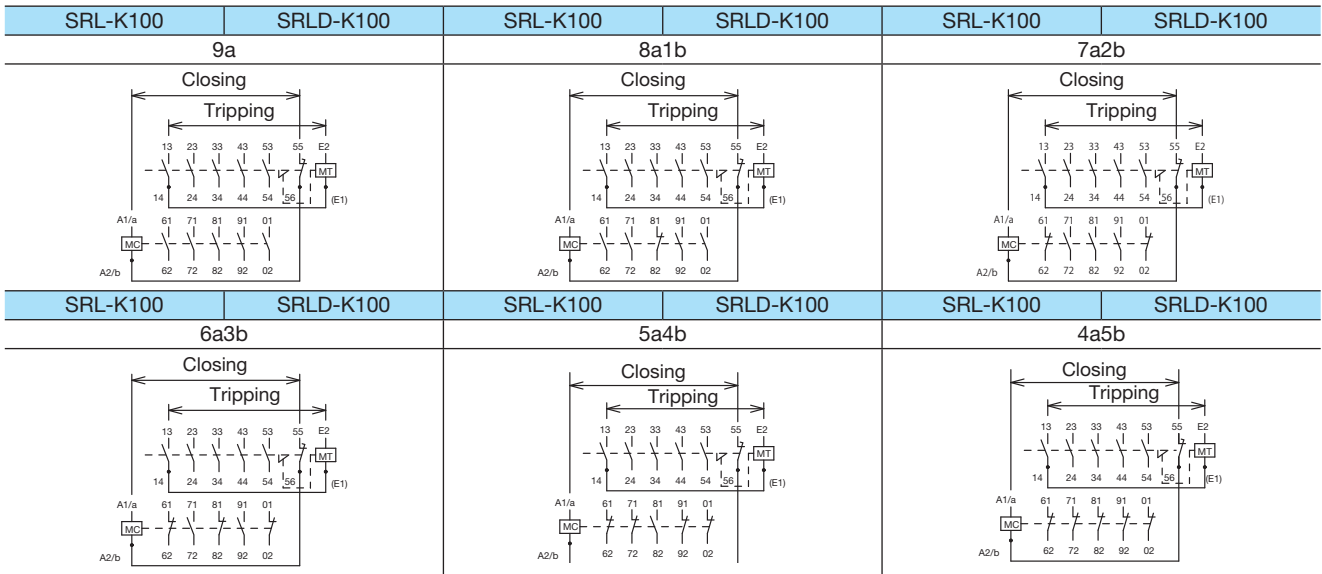 SRL-K100 SRLD-K100 SRL-K100 SRLD-K100 SRL-K100 SRLD-K100
9a 8a1b 7a2b
Closing
Tripping
13 23 33 43 53 55 E2
MT
14 24 34 44 54 56 (E1)
A1/a 61 71 81 91 01
MC
A2/b 62 72 82 92 02
Closing
Tripping
13 23 33 43 53 55 E2
MT
14 24 34 44 54 56 (E1)
A1/a 61 71 81 91 01
MC
A2/b 62 72 82 92 02
Closing
Tripping
13 23 33 43 53 55 E2
MT
14 24 34 44 54 56 (E1)
A1/a 61 71 81 91 01
MC
A2/b 62 72 82 92 02
SRL-K100 SRLD-K100 SRL-K100 SRLD-K100 SRL-K100 SRLD-K100
6a3b 5a4b 4a5b
Closing
Tripping
13 23 33 43 53 55 E2
MT
14 24 34 44 54 56 (E1)
A1/a 61 71 81 91 01
MC
A2/b 62 72 82 92 02
Closing
Tripping
13 23 33 43 53 55 E2
MT
14 24 34 44 54 56 (E1)
A1/a 61 71 81 91 01
MC
A2/b 62 72 82 92 02
Closing
Tripping
13 23 33 43 53 55 E2
MT
14 24 34 44 54 56 (E1)
A1/a 61 71 81 91 01
MC
A2/b 62 72 82 92 02